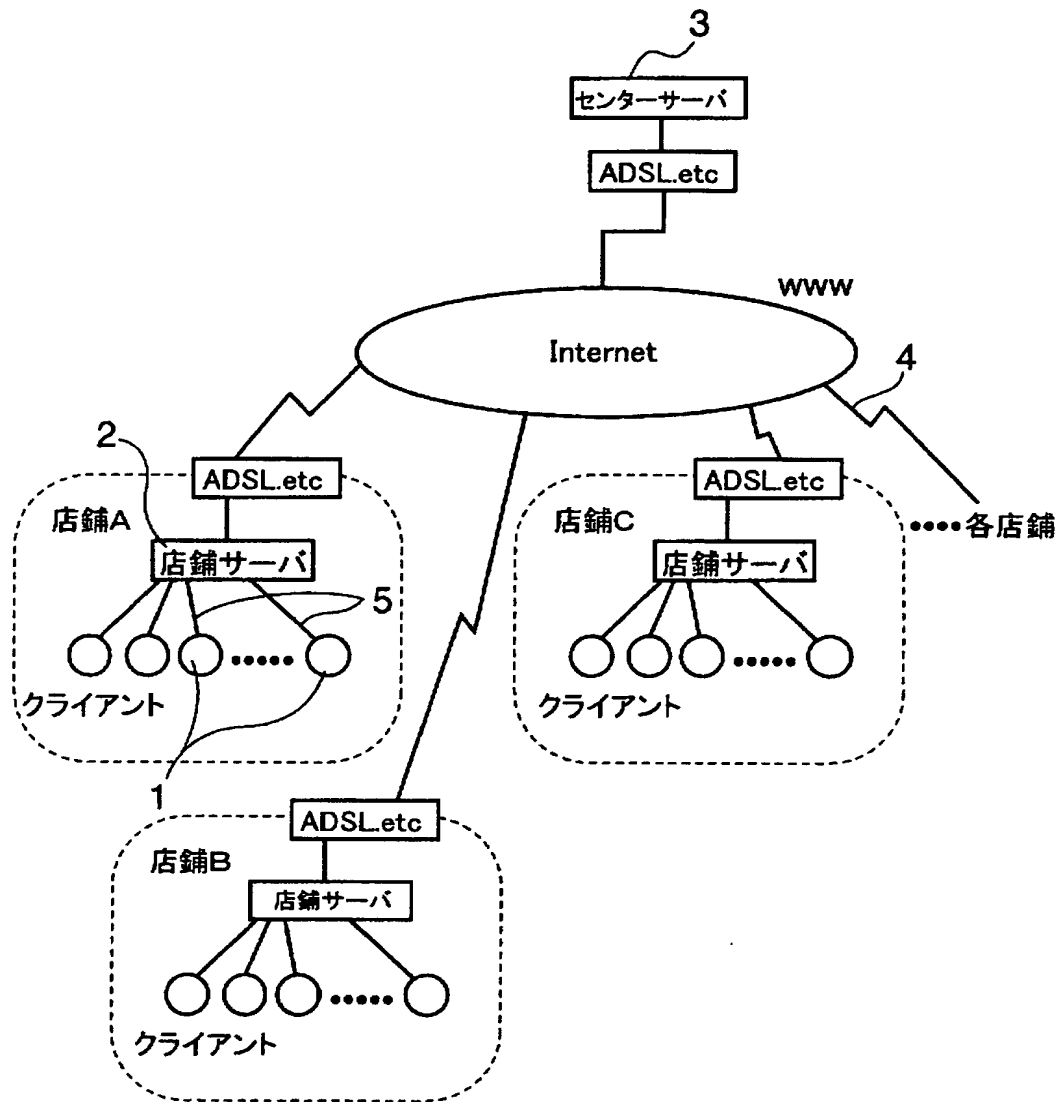 3
センターサーバ
ADSL.etc
www
Internet
4
2
ADSL.etc
店舗A
店舗サーバ
5
クライアント
1
ADSL.etc
店舗C
店舗サーバ
クライアント
••••各店舗
ADSL.etc
店舗B
店舗サーバ
クライアント